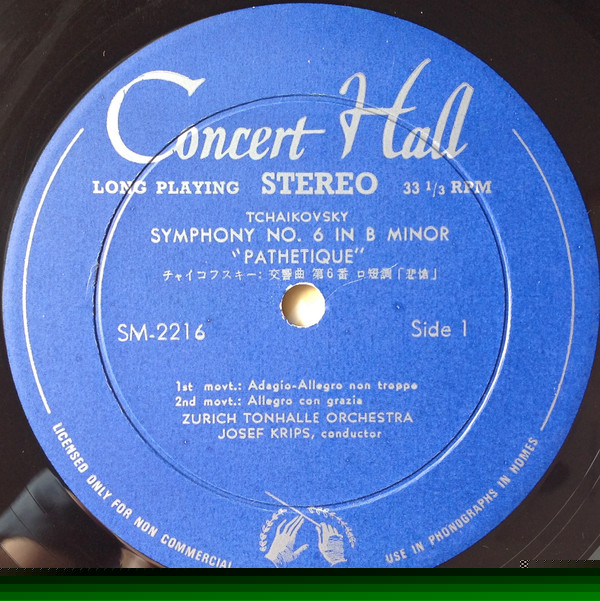 Concert Hall
LONG PLAYING STEREO 33 1/3 RPM
TCHAIKOVSKY
SYMPHONY NO. 6 IN B MINOR
"PATHETIQUE"
チャイコフスキー: 交響曲 第6番 ロ短調「悲愴」
SM-2216 Side 1
1st movt.: Adagio-Allegro non troppo
2nd movt.: Allegro con grazia
ZURICH TONHALLE ORCHESTRA
JOSEF KRIPS, conductor
LICENSED ONLY FOR NON COMMERCIAL
USE IN PHONOGRAPHS IN HOMES